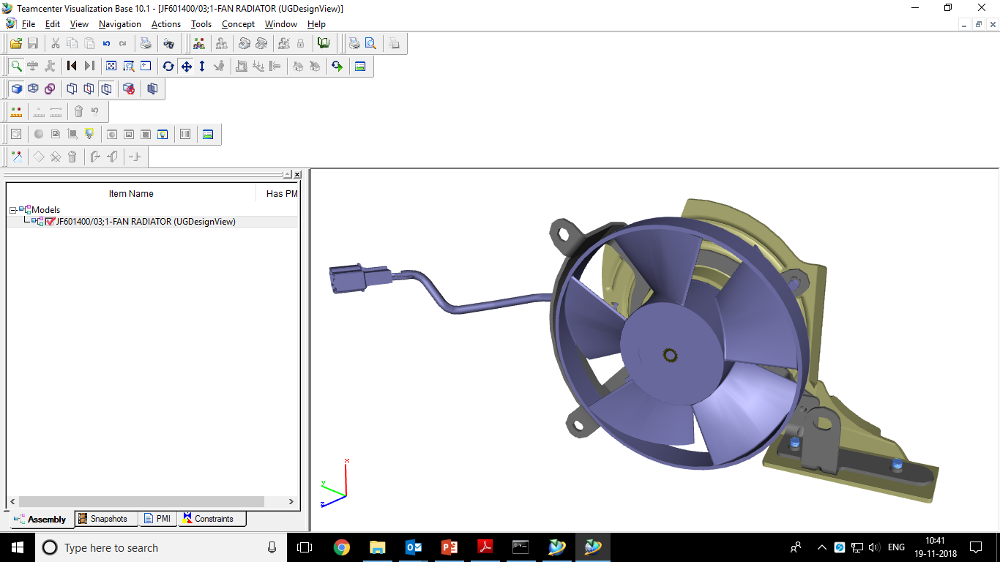 Teamcenter Visualization Base 10.1 - [JF601400/03;1-FAN RADIATOR (UGDesignView)]
File Edit View Navigation Actions Tools Concept Window Help
Item Name Has PM
Models
JF601400/03;1-FAN RADIATOR (UGDesignView)
x
y
z
Assembly Snapshots PMI Constraints
Type here to search
ENG
10:41
19-11-2018